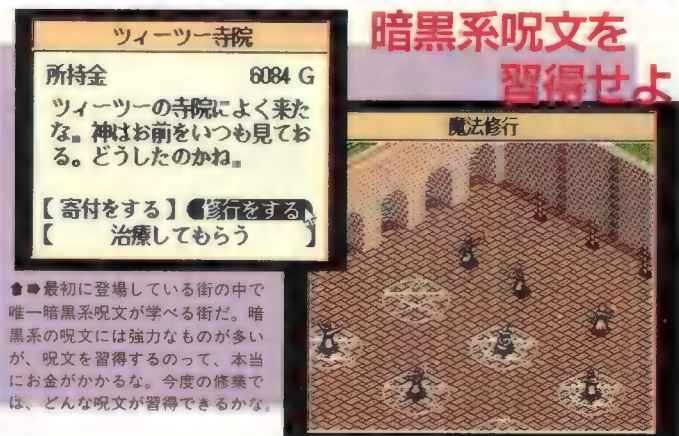 暗黒系呪文を
習得せよ
ツィーツー寺院
所持金 6084 G
ツィーツーの寺院によく来た
な。神はお前をいつも見てお
る。どうしたのかね。
【 寄付をする 】【 修行をする 】
【 治療してもらう 】
魔法修行
⬆➡最初に登場している街の中で
唯一暗黒系呪文が学べる街だ。暗
黒系の呪文には強力なものが多い
が、呪文を習得するのって、本当
にお金がかかるな。今度の修業で
は、どんな呪文が習得できるかな。